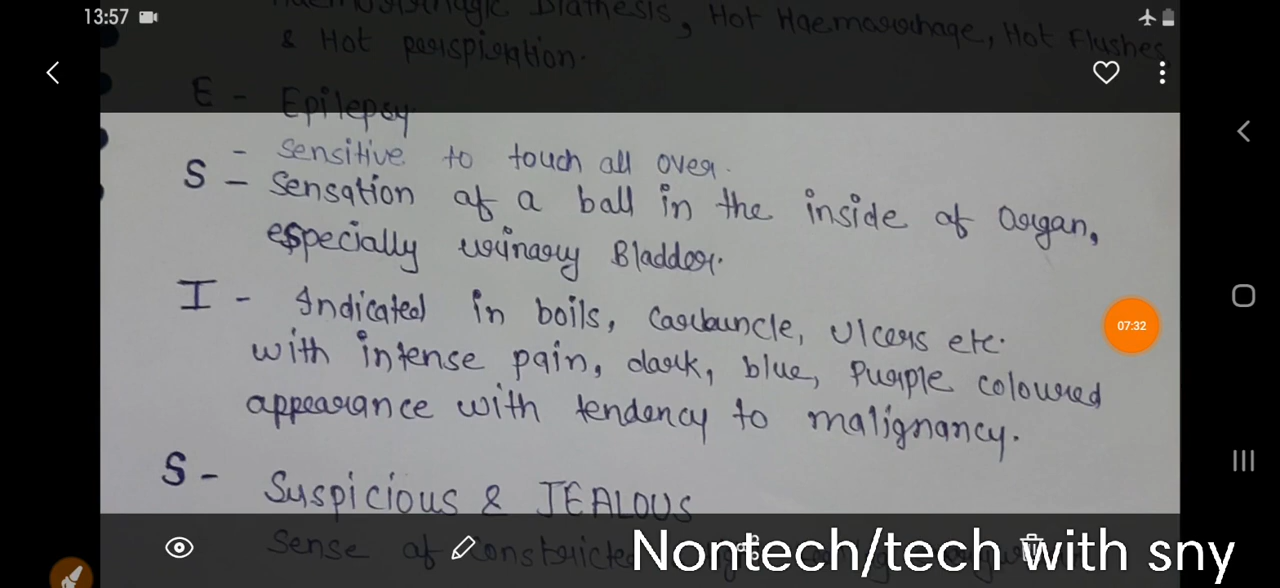 13:57
Haemorrhagic Diathesis, Hot Haemorrhage, Hot Flushes
& Hot perspiration.
E - Epilepsy
- Sensitive to touch all over.
S - Sensation of a ball in the inside of organ,
especially urinary Bladder.
I - Indicated in boils, Carbuncle, Ulcers etc.
07:32
with intense pain, dark, blue, Purple coloured
appearance with tendency to malignancy.
S - Suspicious & JEALOUS
Sense of Constricted
Nontech/tech with sny